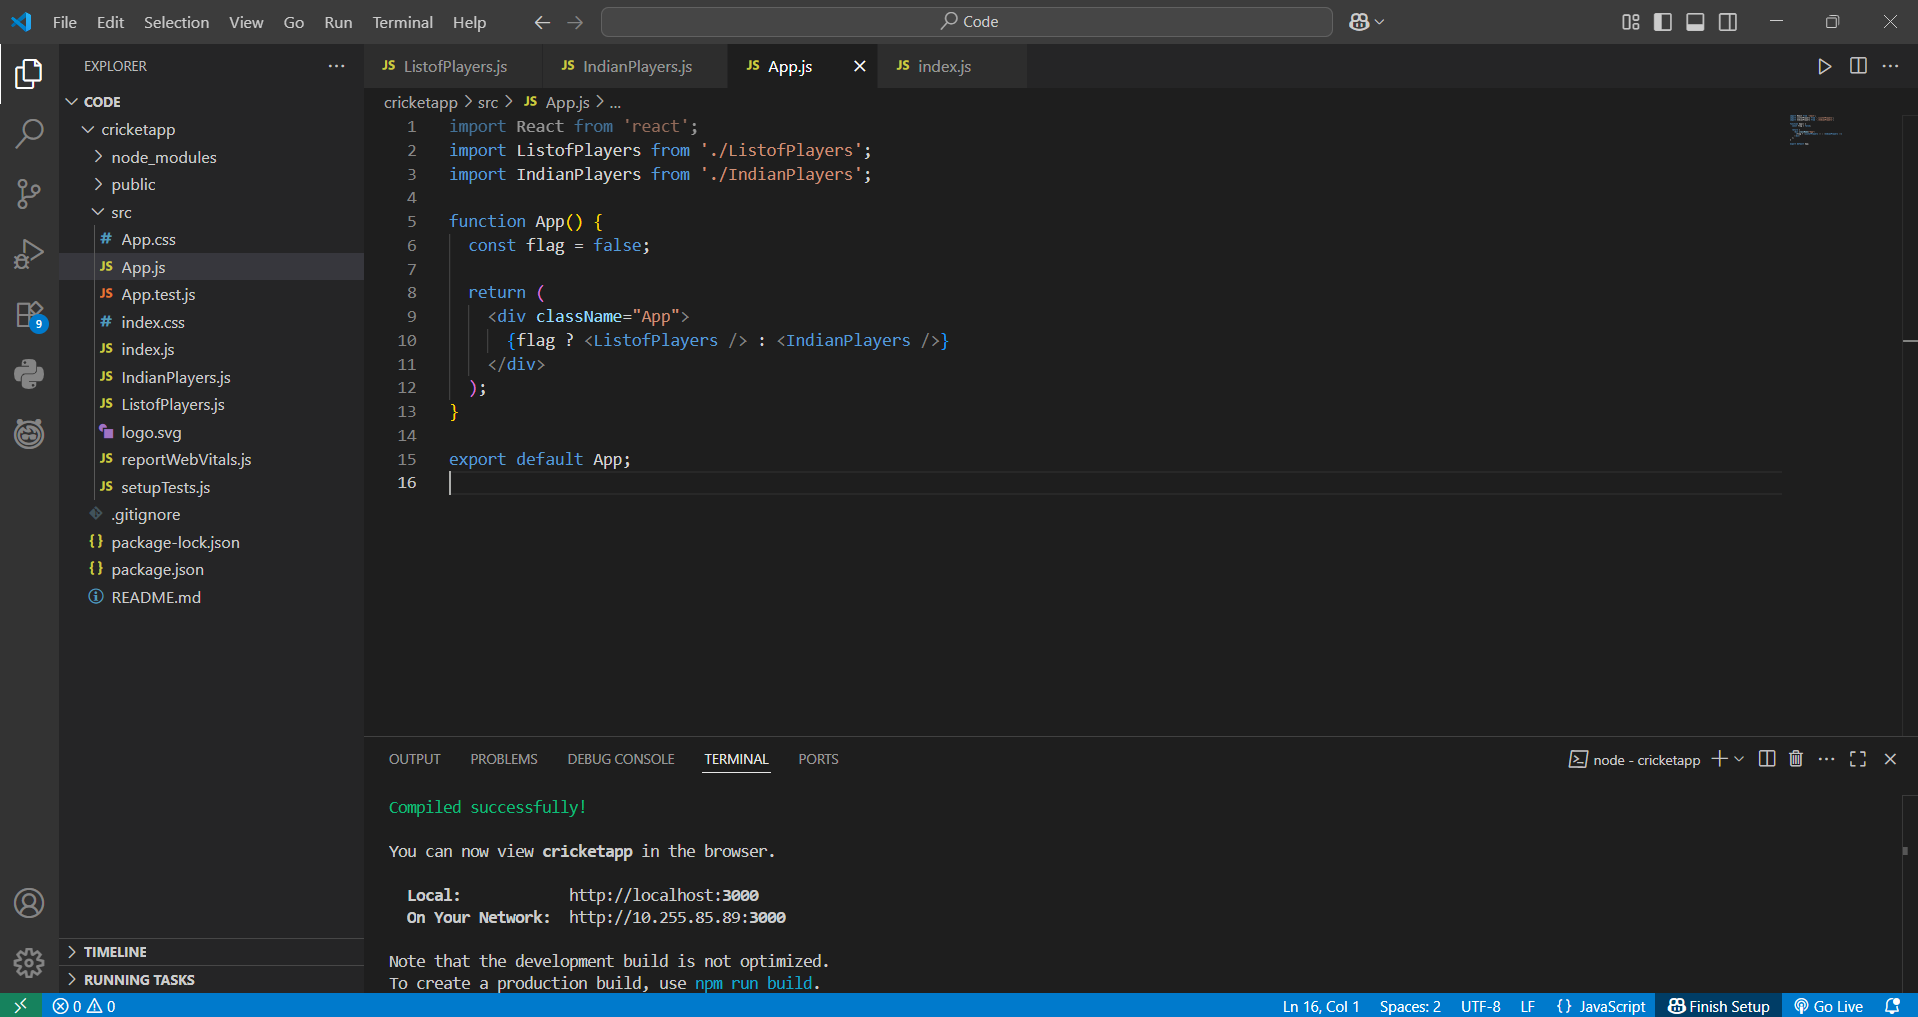 File Edit Selection View Go Run Terminal Help
Code
EXPLORER
CODE
cricketapp
node_modules
public
src
# App.css
JS App.js
JS App.test.js
# index.css
JS index.js
JS IndianPlayers.js
JS ListofPlayers.js
logo.svg
JS reportWebVitals.js
JS setupTests.js
.gitignore
{} package-lock.json
{} package.json
README.md
TIMELINE
RUNNING TASKS
9
JS ListofPlayers.js JS IndianPlayers.js JS App.js JS index.js
cricketapp > src > JS App.js > ...
1 import React from 'react';
2 import ListofPlayers from './ListofPlayers';
3 import IndianPlayers from './IndianPlayers';
4
5 function App() {
6 const flag = false;
7
8 return (
9 <div className="App">
10 {flag ? <ListofPlayers /> : <IndianPlayers />}
11 </div>
12 );
13 }
14
15 export default App;
16
OUTPUT PROBLEMS DEBUG CONSOLE TERMINAL PORTS
node - cricketapp
Compiled successfully!
You can now view cricketapp in the browser.
Local: http://localhost:3000
On Your Network: http://10.255.85.89:3000
Note that the development build is not optimized.
To create a production build, use npm run build.
0 0
Ln 16, Col 1 Spaces: 2 UTF-8 LF {} JavaScript Finish Setup Go Live